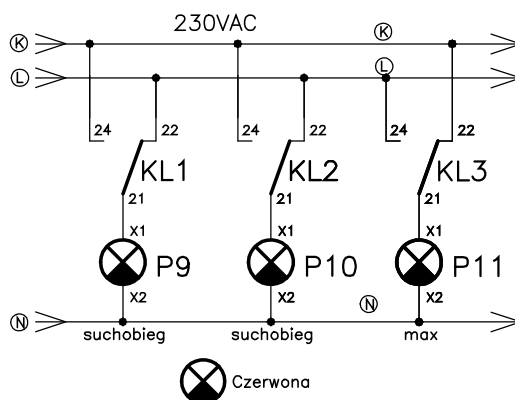 230VAC
K K
L L
24 22 24 22 24 22
KL1 KL2 KL3
21 21 21
X1 X1 X1
P9 P10 P11
X2 X2 X2
N N
suchobieg suchobieg max
Czerwona